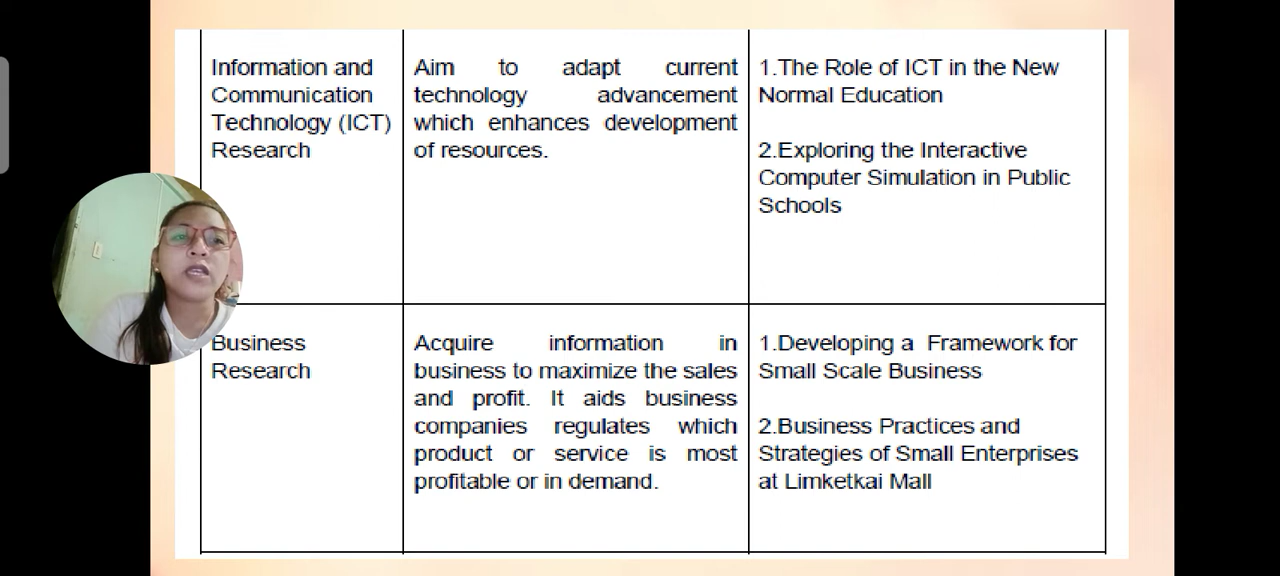 Information and
Communication
Technology (ICT)
Research
Aim to adapt current
technology advancement
which enhances development
of resources.
1.The Role of ICT in the New
Normal Education
2.Exploring the Interactive
Computer Simulation in Public
Schools
Business
Research
Acquire information in
business to maximize the sales
and profit. It aids business
companies regulates which
product or service is most
profitable or in demand.
1.Developing a Framework for
Small Scale Business
2.Business Practices and
Strategies of Small Enterprises
at Limketkai Mall